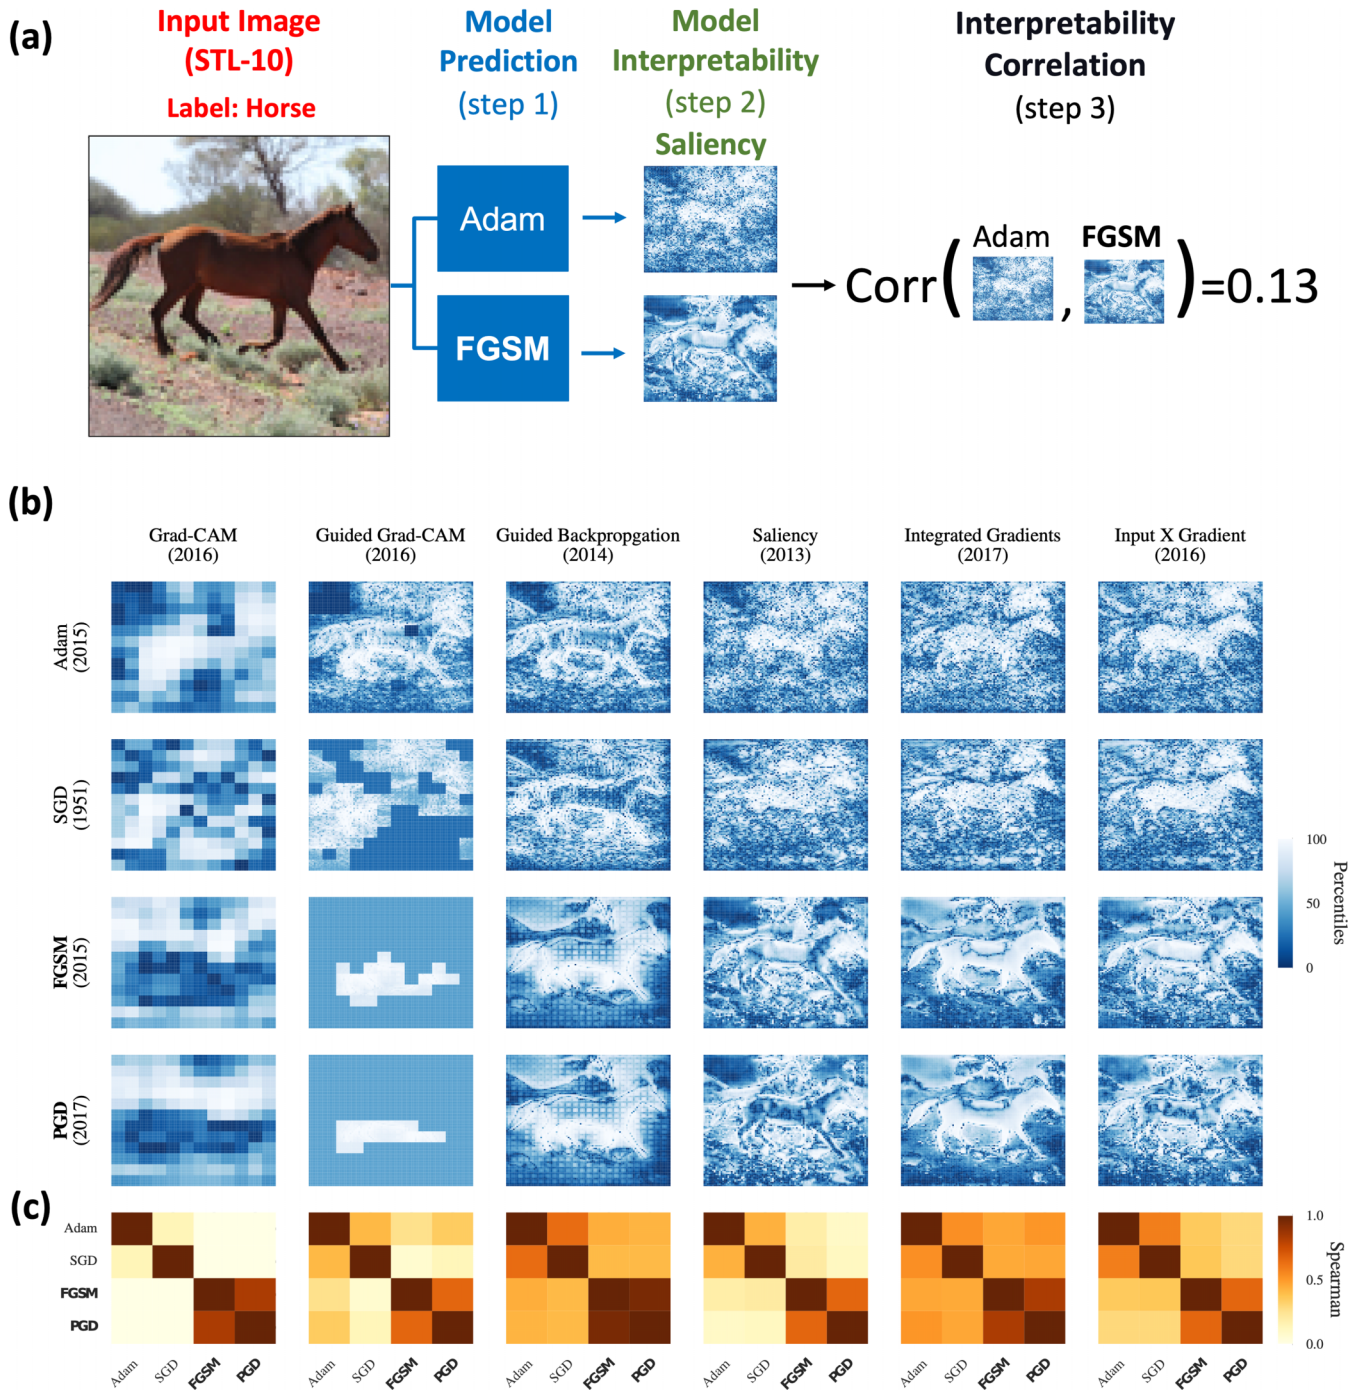 (a)
Input Image
(STL-10)
Label: Horse
Model
Prediction
(step 1)
Model
Interpretability
(step 2)
Saliency
Interpretability
Correlation
(step 3)
Adam
FGSM
Corr( Adam , FGSM )=0.13
(b)
Grad-CAM
(2016)
Guided Grad-CAM
(2016)
Guided Backpropgation
(2014)
Saliency
(2013)
Integrated Gradients
(2017)
Input X Gradient
(2016)
Adam
(2015)
SGD
(1951)
FGSM
(2015)
PGD
(2017)
100
50
0
Percentiles
(c)
Adam
SGD
FGSM
PGD
Adam SGD FGSM PGD
Adam SGD FGSM PGD
Adam SGD FGSM PGD
Adam SGD FGSM PGD
Adam SGD FGSM PGD
Adam SGD FGSM PGD
1.0
0.5
0.0
Spearman